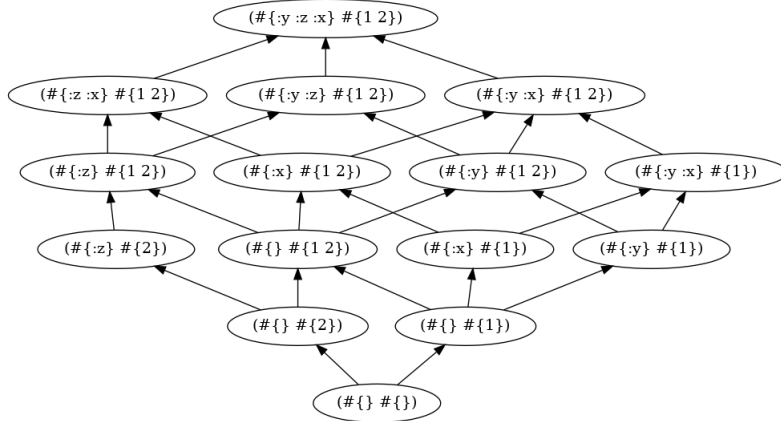 (#{:y :z :x} #{1 2})
(#{:z :x} #{1 2})
(#{:y :z} #{1 2})
(#{:y :x} #{1 2})
(#{:z} #{1 2})
(#{:x} #{1 2})
(#{:y} #{1 2})
(#{:y :x} #{1})
(#{:z} #{2})
(#{} #{1 2})
(#{:x} #{1})
(#{:y} #{1})
(#{} #{2})
(#{} #{1})
(#{} #{})